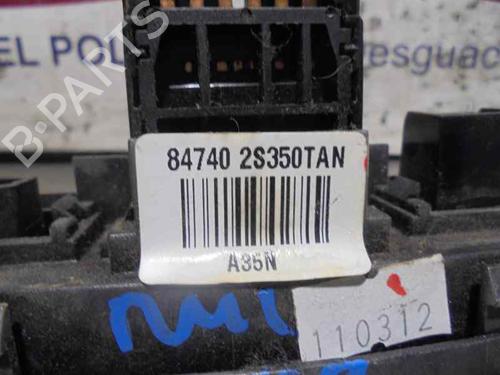 EL POL
esguac
B-PARTS
84740 2S350TAN
A35N
110312